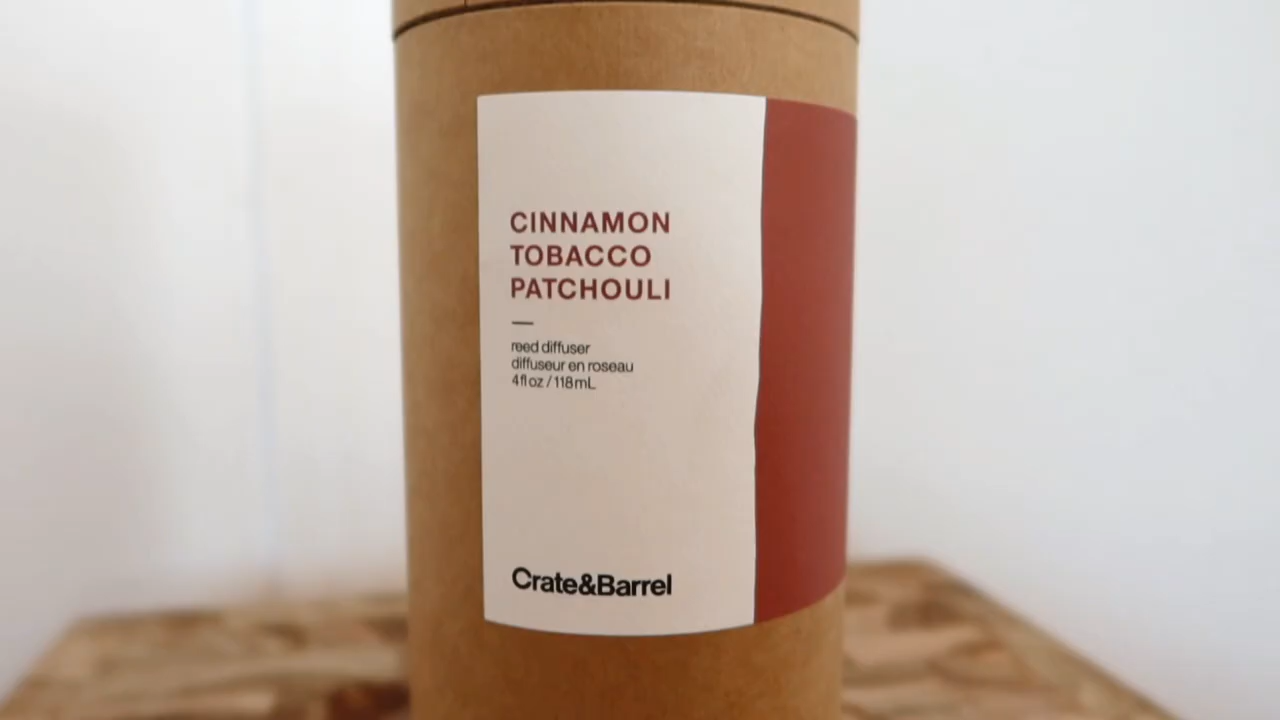 CINNAMON
TOBACCO
PATCHOULI
reed diffuser
diffuseur en roseau
4 fl oz / 118 mL
Crate&Barrel